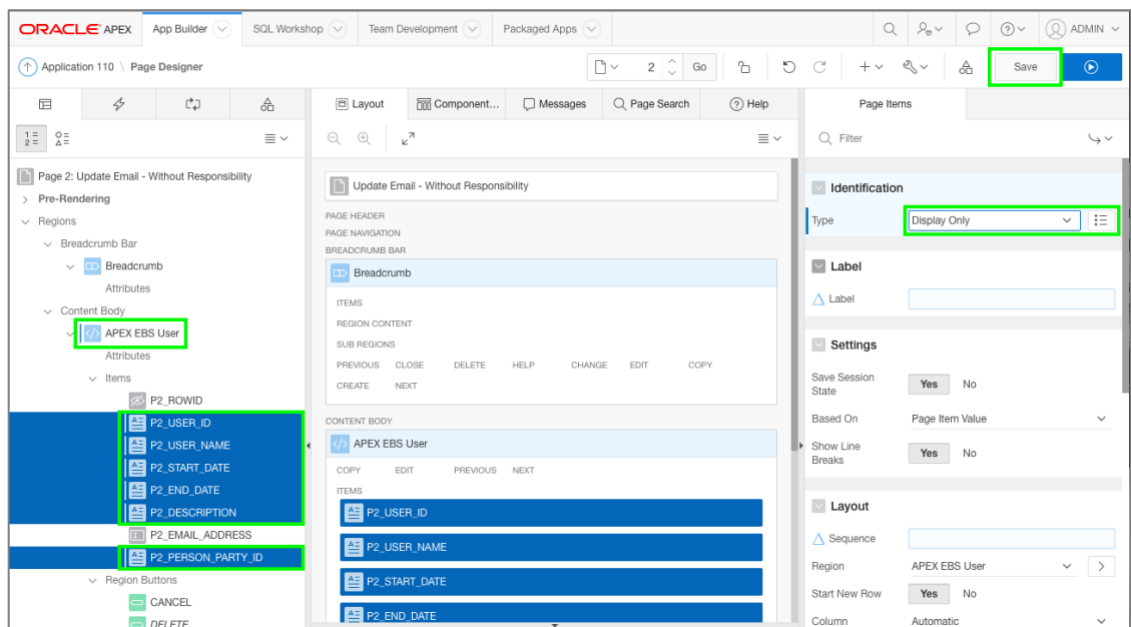 ORACLE APEX App Builder SQL Workshop Team Development Packaged Apps ADMIN
Application 110 \ Page Designer 2 Go Save
Layout Component... Messages Page Search Help Page Items
Filter
Page 2: Update Email - Without Responsibility
Pre-Rendering
Regions
Breadcrumb Bar
Breadcrumb
Attributes
Content Body
APEX EBS User
Attributes
Items
P2_ROWID
P2_USER_ID
P2_USER_NAME
P2_START_DATE
P2_END_DATE
P2_DESCRIPTION
P2_EMAIL_ADDRESS
P2_PERSON_PARTY_ID
Region Buttons
CANCEL
DELETE
Update Email - Without Responsibility
PAGE HEADER
PAGE NAVIGATION
BREADCRUMB BAR
Breadcrumb
ITEMS
REGION CONTENT
SUB REGIONS
PREVIOUS CLOSE DELETE HELP CHANGE EDIT COPY
CREATE NEXT
CONTENT BODY
APEX EBS User
COPY EDIT PREVIOUS NEXT
ITEMS
P2_USER_ID
P2_USER_NAME
P2_START_DATE
P2_END_DATE
Identification
Type Display Only
Label
Label
Settings
Save Session State Yes No
Based On Page Item Value
Show Line Breaks Yes No
Layout
Sequence
Region APEX EBS User
Start New Row Yes No
Column Automatic